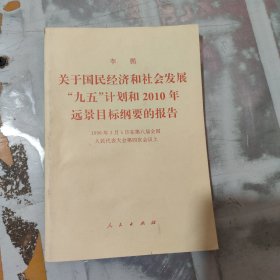 李鹏
关于国民经济和社会发展
“九五”计划和2010年
远景目标纲要的报告
1996年3月5日在第八届全国
人民代表大会第四次会议上
人民出版社